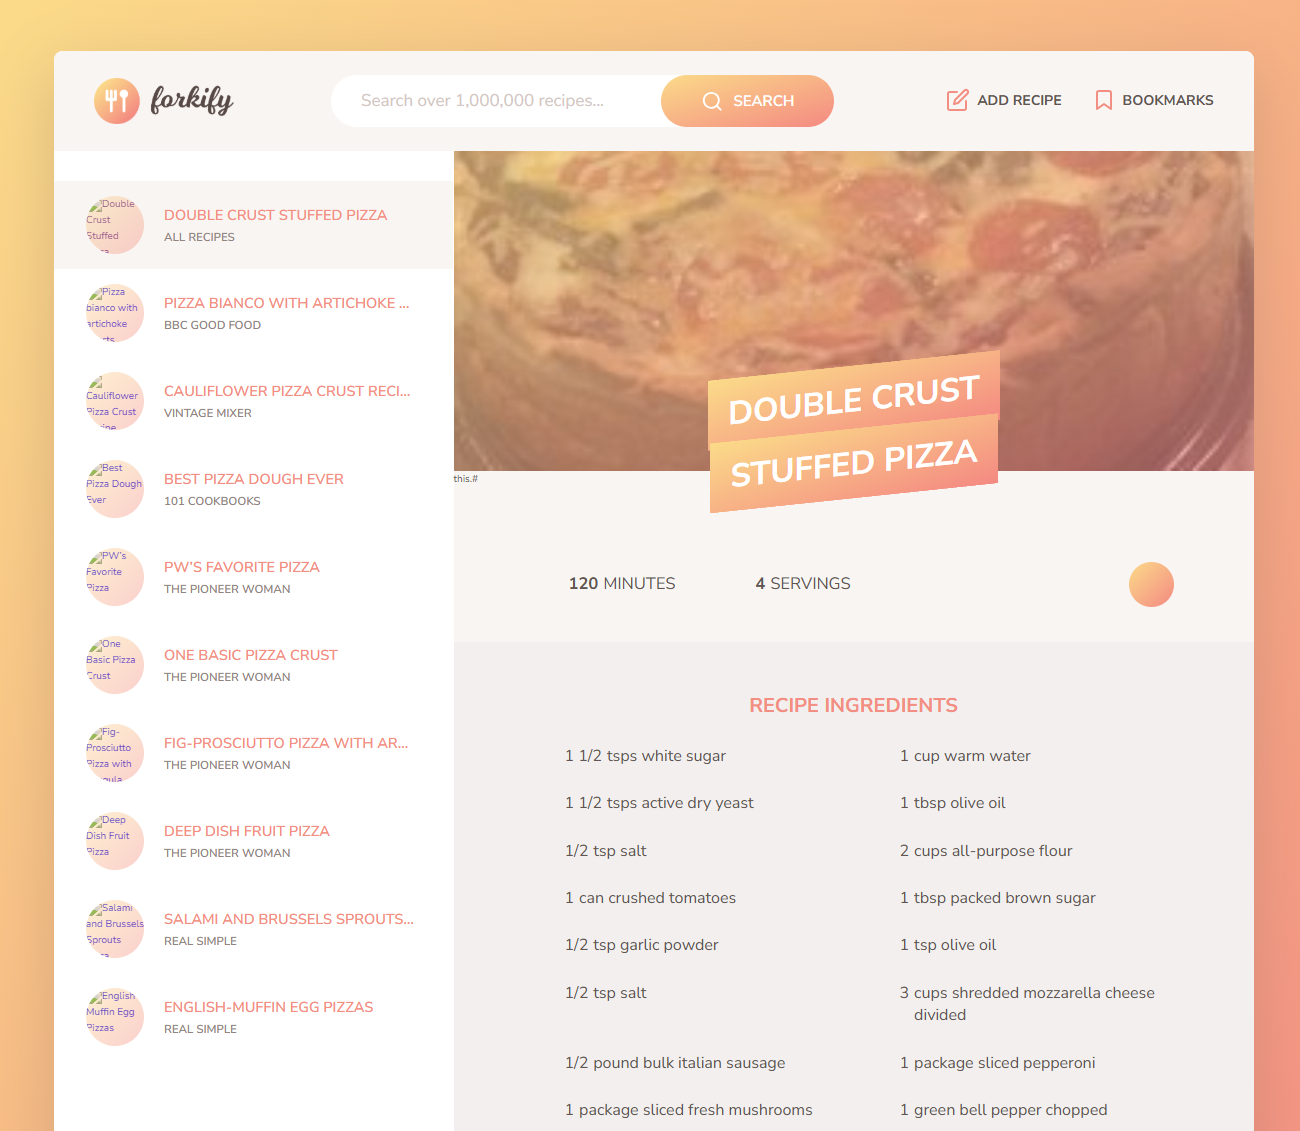 forkify
Search over 1,000,000 recipes...
SEARCH
ADD RECIPE
BOOKMARKS
Double
Crust
Stuffed
DOUBLE CRUST STUFFED PIZZA
ALL RECIPES
Pizza
bianco with
artichoke
PIZZA BIANCO WITH ARTICHOKE ...
BBC GOOD FOOD
Cauliflower
Pizza Crust
CAULIFLOWER PIZZA CRUST RECI...
VINTAGE MIXER
Best
Pizza Dough
Ever
BEST PIZZA DOUGH EVER
101 COOKBOOKS
PW's
Favorite
Pizza
PW'S FAVORITE PIZZA
THE PIONEER WOMAN
One
Basic Pizza
Crust
ONE BASIC PIZZA CRUST
THE PIONEER WOMAN
Fig-
Prosciutto
Pizza with
FIG-PROSCIUTTO PIZZA WITH AR...
THE PIONEER WOMAN
Deep
Dish Fruit
Pizza
DEEP DISH FRUIT PIZZA
THE PIONEER WOMAN
Salami
and Brussels
Sprouts
SALAMI AND BRUSSELS SPROUTS...
REAL SIMPLE
English
Muffin Egg
Pizzas
ENGLISH-MUFFIN EGG PIZZAS
REAL SIMPLE
DOUBLE CRUST
STUFFED PIZZA
this.#
120 MINUTES
4 SERVINGS
RECIPE INGREDIENTS
1 1/2 tsps white sugar
1 cup warm water
1 1/2 tsps active dry yeast
1 tbsp olive oil
1/2 tsp salt
2 cups all-purpose flour
1 can crushed tomatoes
1 tbsp packed brown sugar
1/2 tsp garlic powder
1 tsp olive oil
1/2 tsp salt
3 cups shredded mozzarella cheese
divided
1/2 pound bulk italian sausage
1 package sliced pepperoni
1 package sliced fresh mushrooms
1 green bell pepper chopped